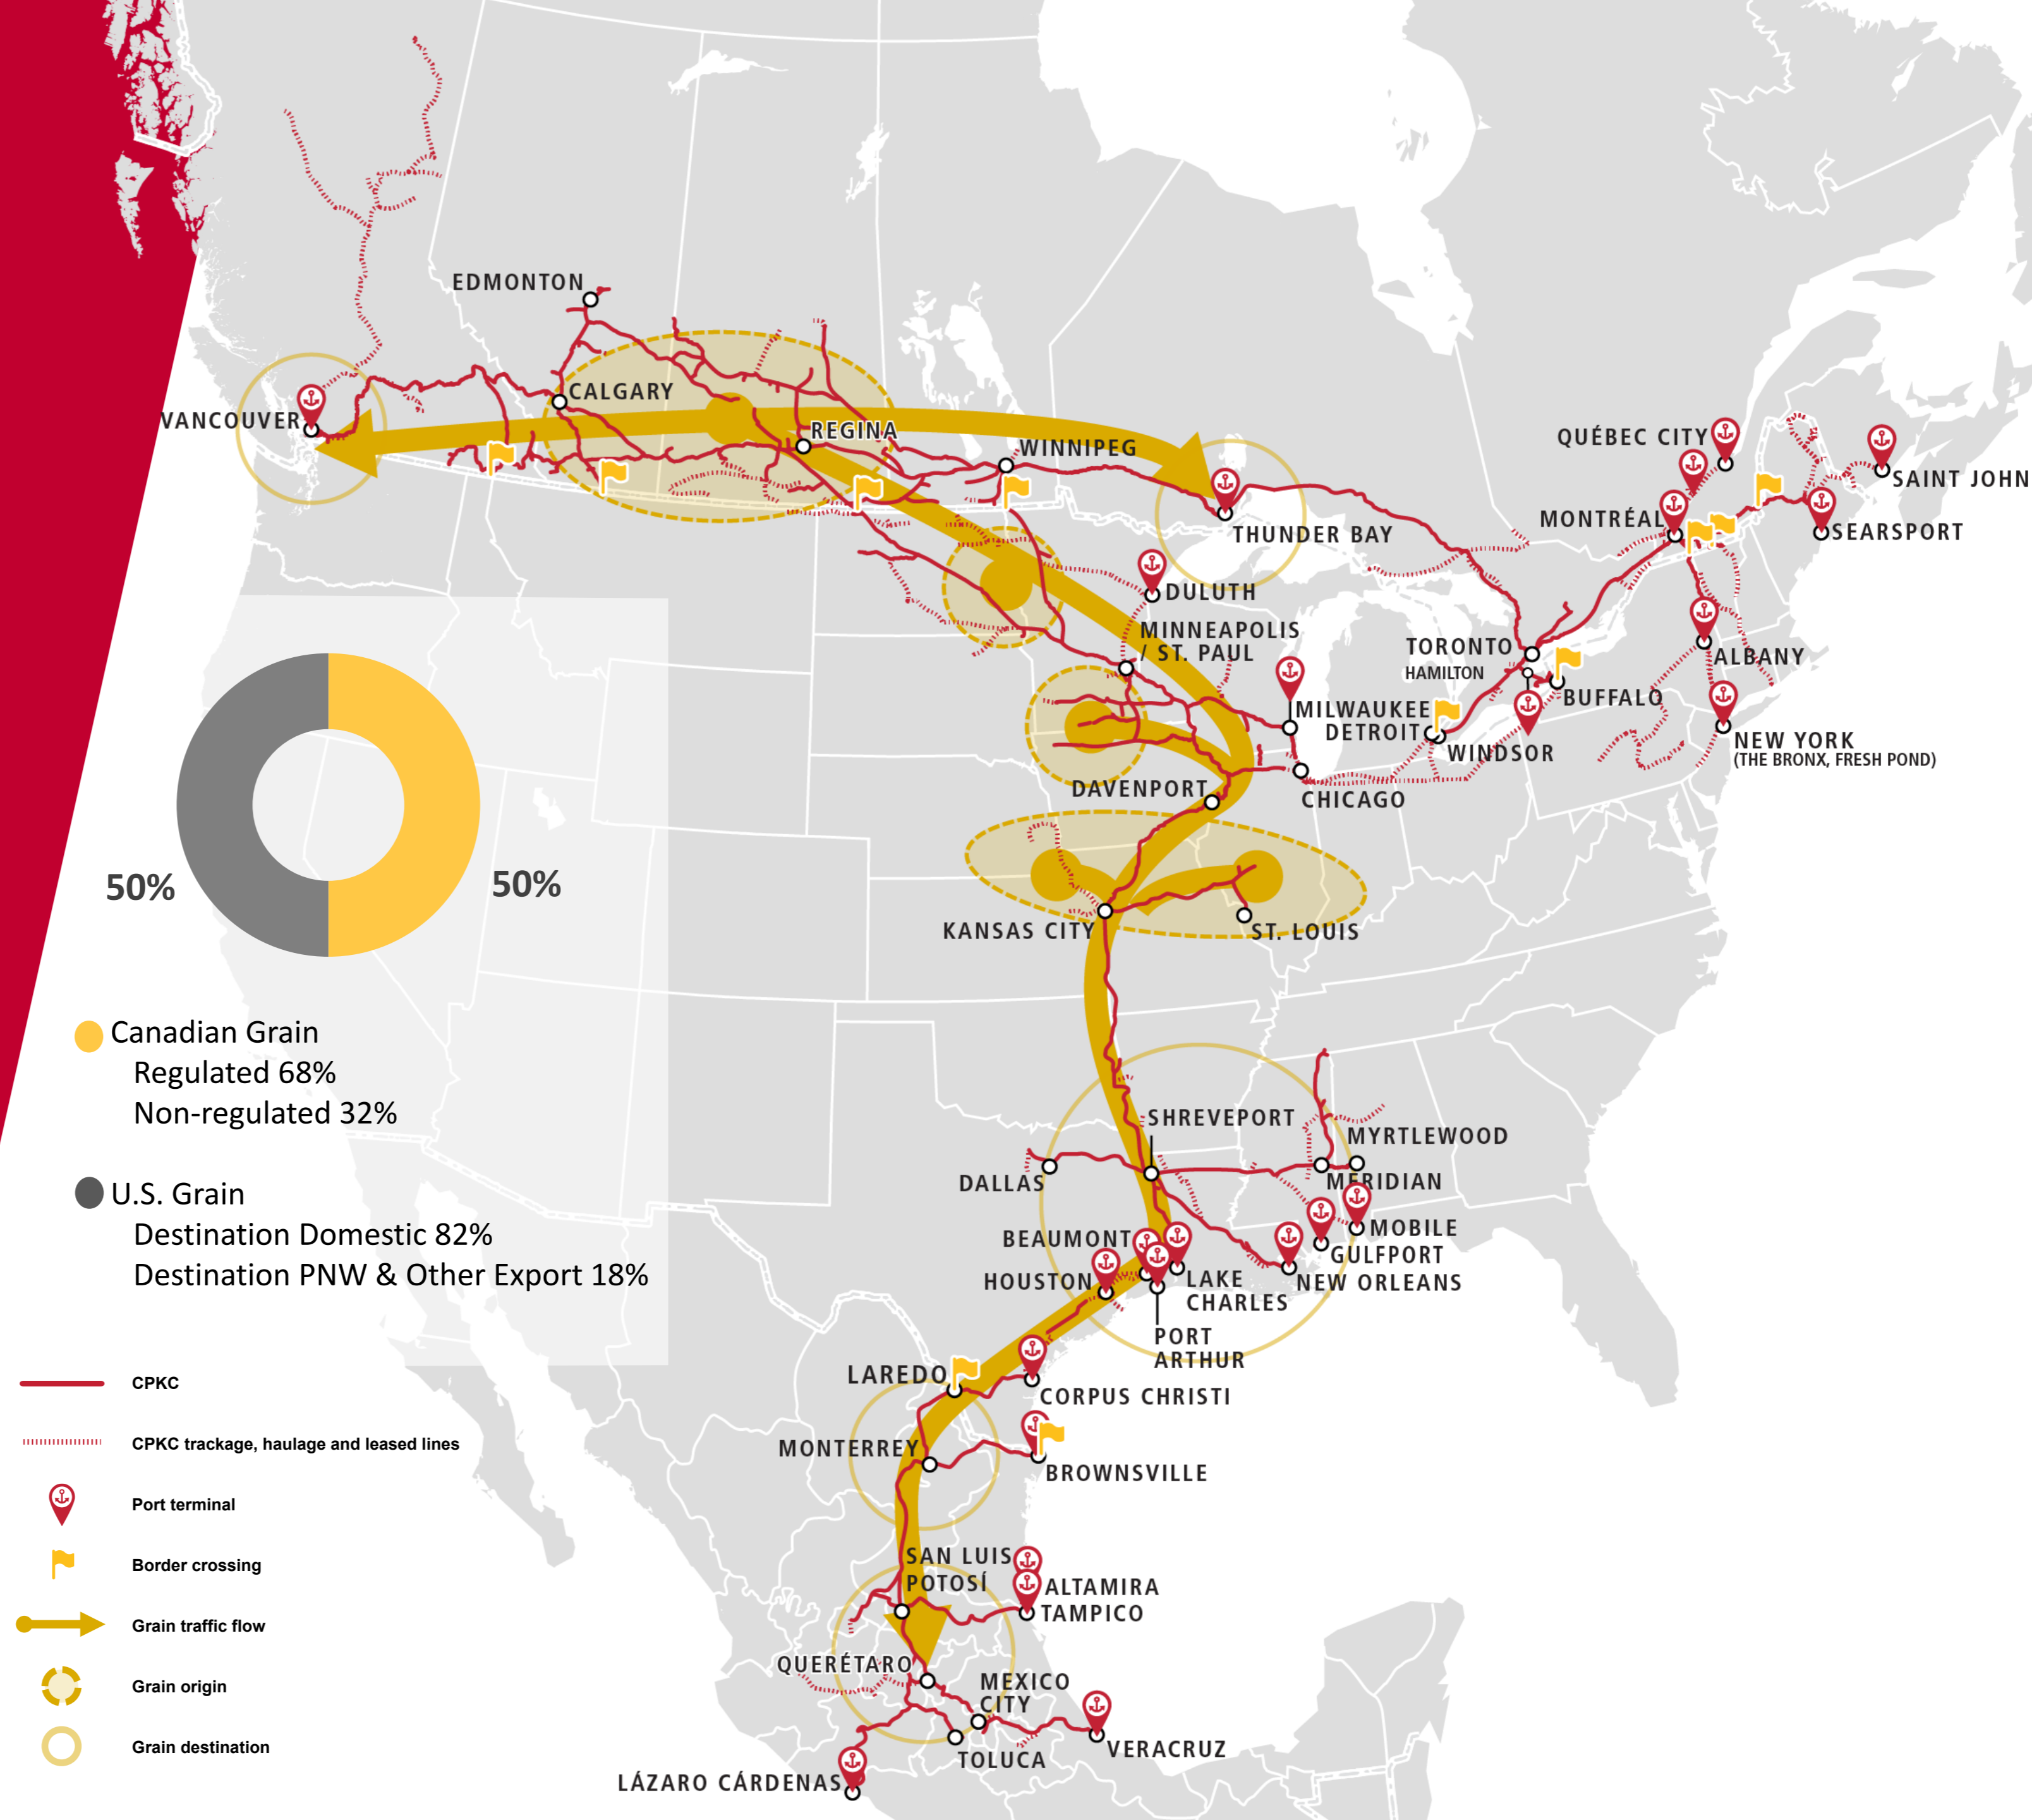 EDMONTON
CALGARY
VANCOUVER
REGINA
WINNIPEG
THUNDER BAY
QUÉBEC CITY
SAINT JOHN
MONTRÉAL
SEARSPORT
DULUTH
MINNEAPOLIS
/ ST. PAUL
TORONTO
HAMILTON
ALBANY
BUFFALO
MILWAUKEE
DETROIT
WINDSOR
NEW YORK
(THE BRONX, FRESH POND)
DAVENPORT
CHICAGO
KANSAS CITY
ST. LOUIS
50%
50%
Canadian Grain
Regulated 68%
Non-regulated 32%
U.S. Grain
Destination Domestic 82%
Destination PNW & Other Export 18%
SHREVEPORT
MYRTLEWOOD
DALLAS
MERIDIAN
MOBILE
BEAUMONT
GULFPORT
HOUSTON
LAKE
CHARLES
NEW ORLEANS
PORT
ARTHUR
LAREDO
CORPUS CHRISTI
MONTERREY
BROWNSVILLE
SAN LUIS
POTOSÍ
ALTAMIRA
TAMPICO
QUERÉTARO
MEXICO
CITY
TOLUCA
VERACRUZ
LÁZARO CÁRDENAS
CPKC
CPKC trackage, haulage and leased lines
Port terminal
Border crossing
Grain traffic flow
Grain origin
Grain destination